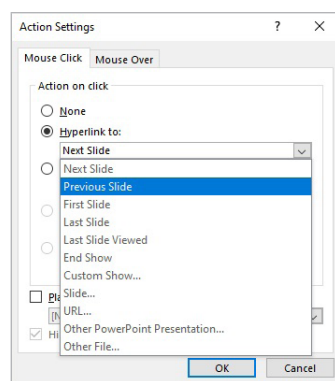 Action Settings ? X
Mouse Click Mouse Over
Action on click
None
Hyperlink to:
Next Slide
Next Slide
Previous Slide
First Slide
Last Slide
Last Slide Viewed
End Show
Custom Show...
Slide...
URL...
Other PowerPoint Presentation...
Other File...
OK Cancel